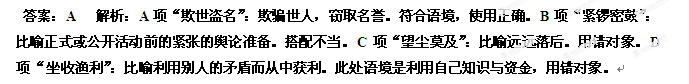 答案：A　解析：A项“欺世盗名”：欺骗世人，窃取名誉。符合语境，使用正确。B项“紧锣密鼓”：
比喻正式或公开活动前的紧张的舆论准备。搭配不当。C项“望尘莫及”：比喻远远落后。用错对象。D
项“坐收渔利”：比喻利用别人的矛盾而从中获利。此处语境是利用自己知识与资金，用错对象。